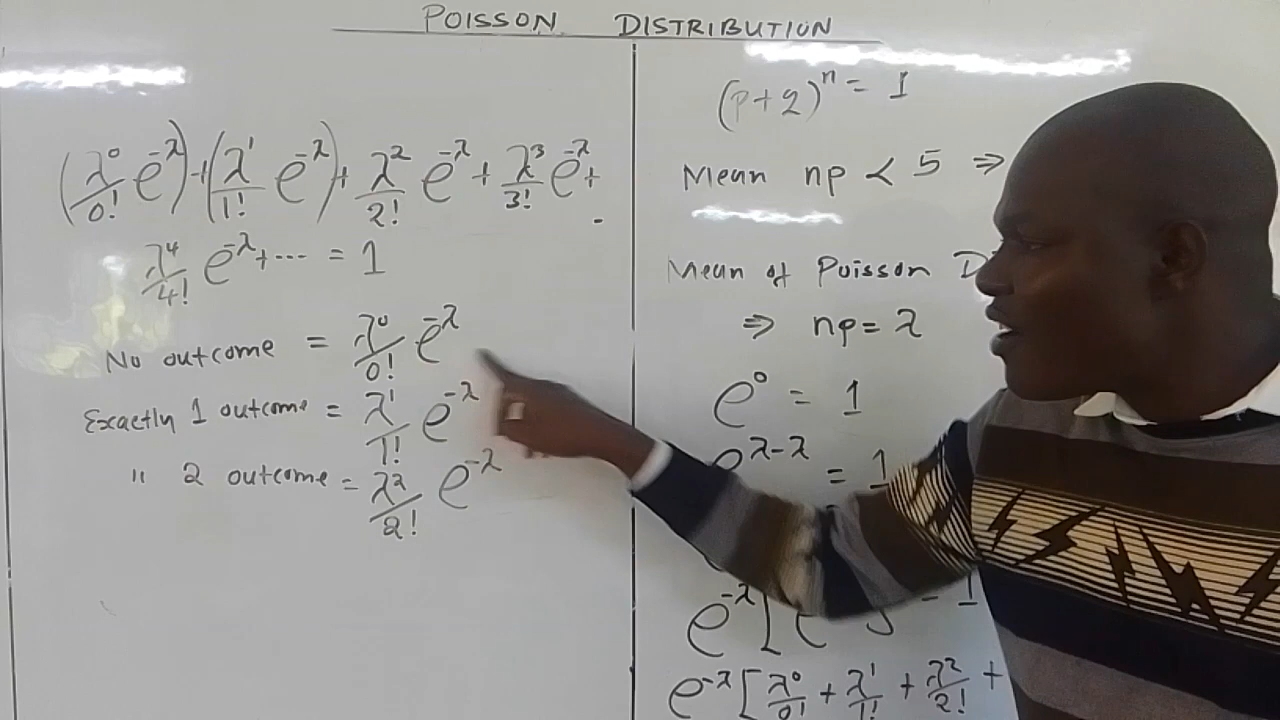 POISSON DISTRIBUTION
(λ⁰/0! e^-λ) + (λ¹/1! e^-λ) + λ²/2! e^-λ + λ³/3! e^-λ +
λ⁴/4! e^-λ + ... = 1
No outcome = λ⁰/0! e^-λ
Exactly 1 outcome = λ¹/1! e^-λ
" 2 outcome = λ²/2! e^-λ
(p+q)ⁿ = 1
Mean np < 5 ⇒
Mean of Poisson D
⇒ np = λ
e⁰ = 1
e^λ-λ = 1
e^-λ [e
1
e^-λ [λ⁰/0! + λ¹/1! + λ²/2! +